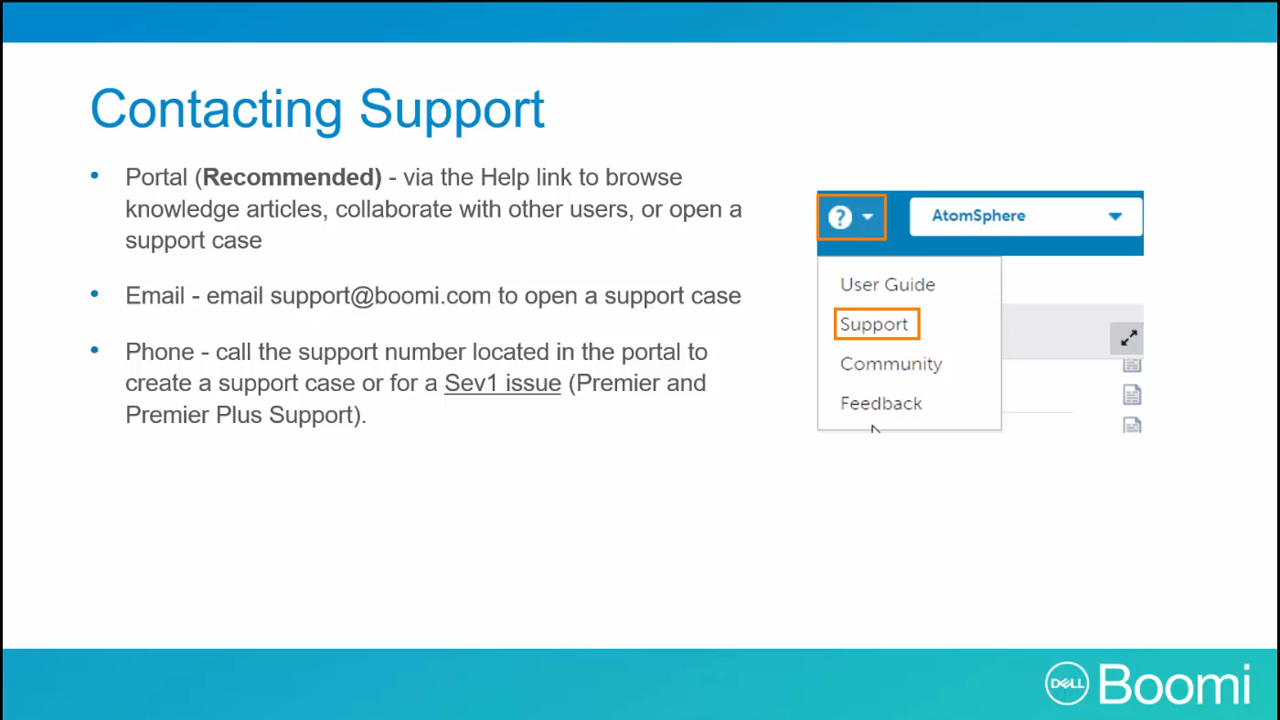 Contacting Support
• Portal (Recommended) - via the Help link to browse
knowledge articles, collaborate with other users, or open a
support case
• Email - email support@boomi.com to open a support case
• Phone - call the support number located in the portal to
create a support case or for a Sev1 issue (Premier and
Premier Plus Support).
? AtomSphere
User Guide
Support
Community
Feedback
DELL Boomi